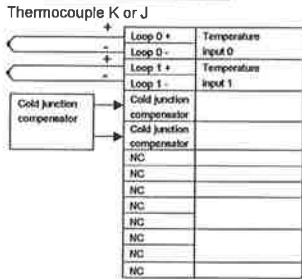 Thermocouple K or J
+
Loop 0 +
Temperature
-
Loop 0 -
input 0
+
Loop 1 +
Temperature
-
Loop 1 -
input 1
Cold junction
compensator
Cold junction
compensator
Cold junction
compensator
NC
NC
NC
NC
NC
NC
NC
NC